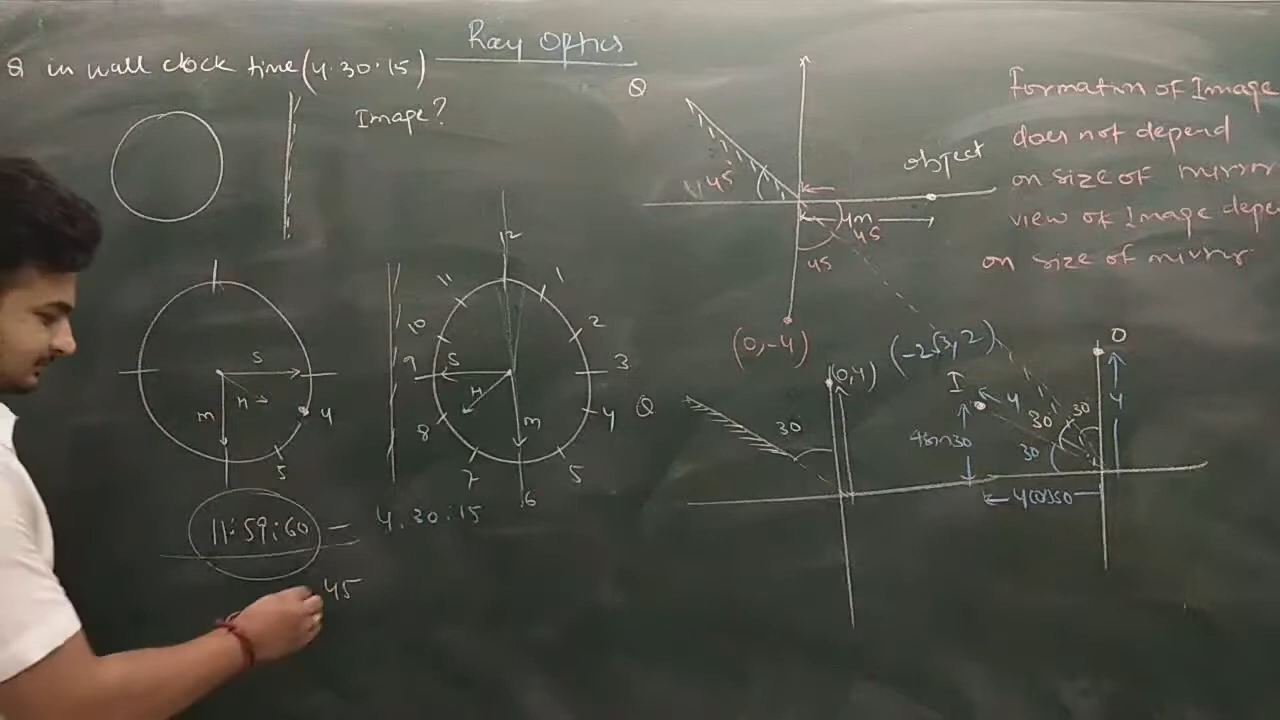 Ray Optics
Q in wall clock time (4.30.15)
Image?
S
M
H
4
5
12
11
1
10
2
9
S
3
H
8
M
4
7
5
6
11:59:60 - 4.30:15
45
Q
45
object
4m
45
45
(0,-4)
Formation of Image
does not depend
on size of mirror
view of Image depe
on size of mirror
Q
30
(0,4)
(-2√3,2)
I
4
30
30
30
4sin30
4cos30
O
4